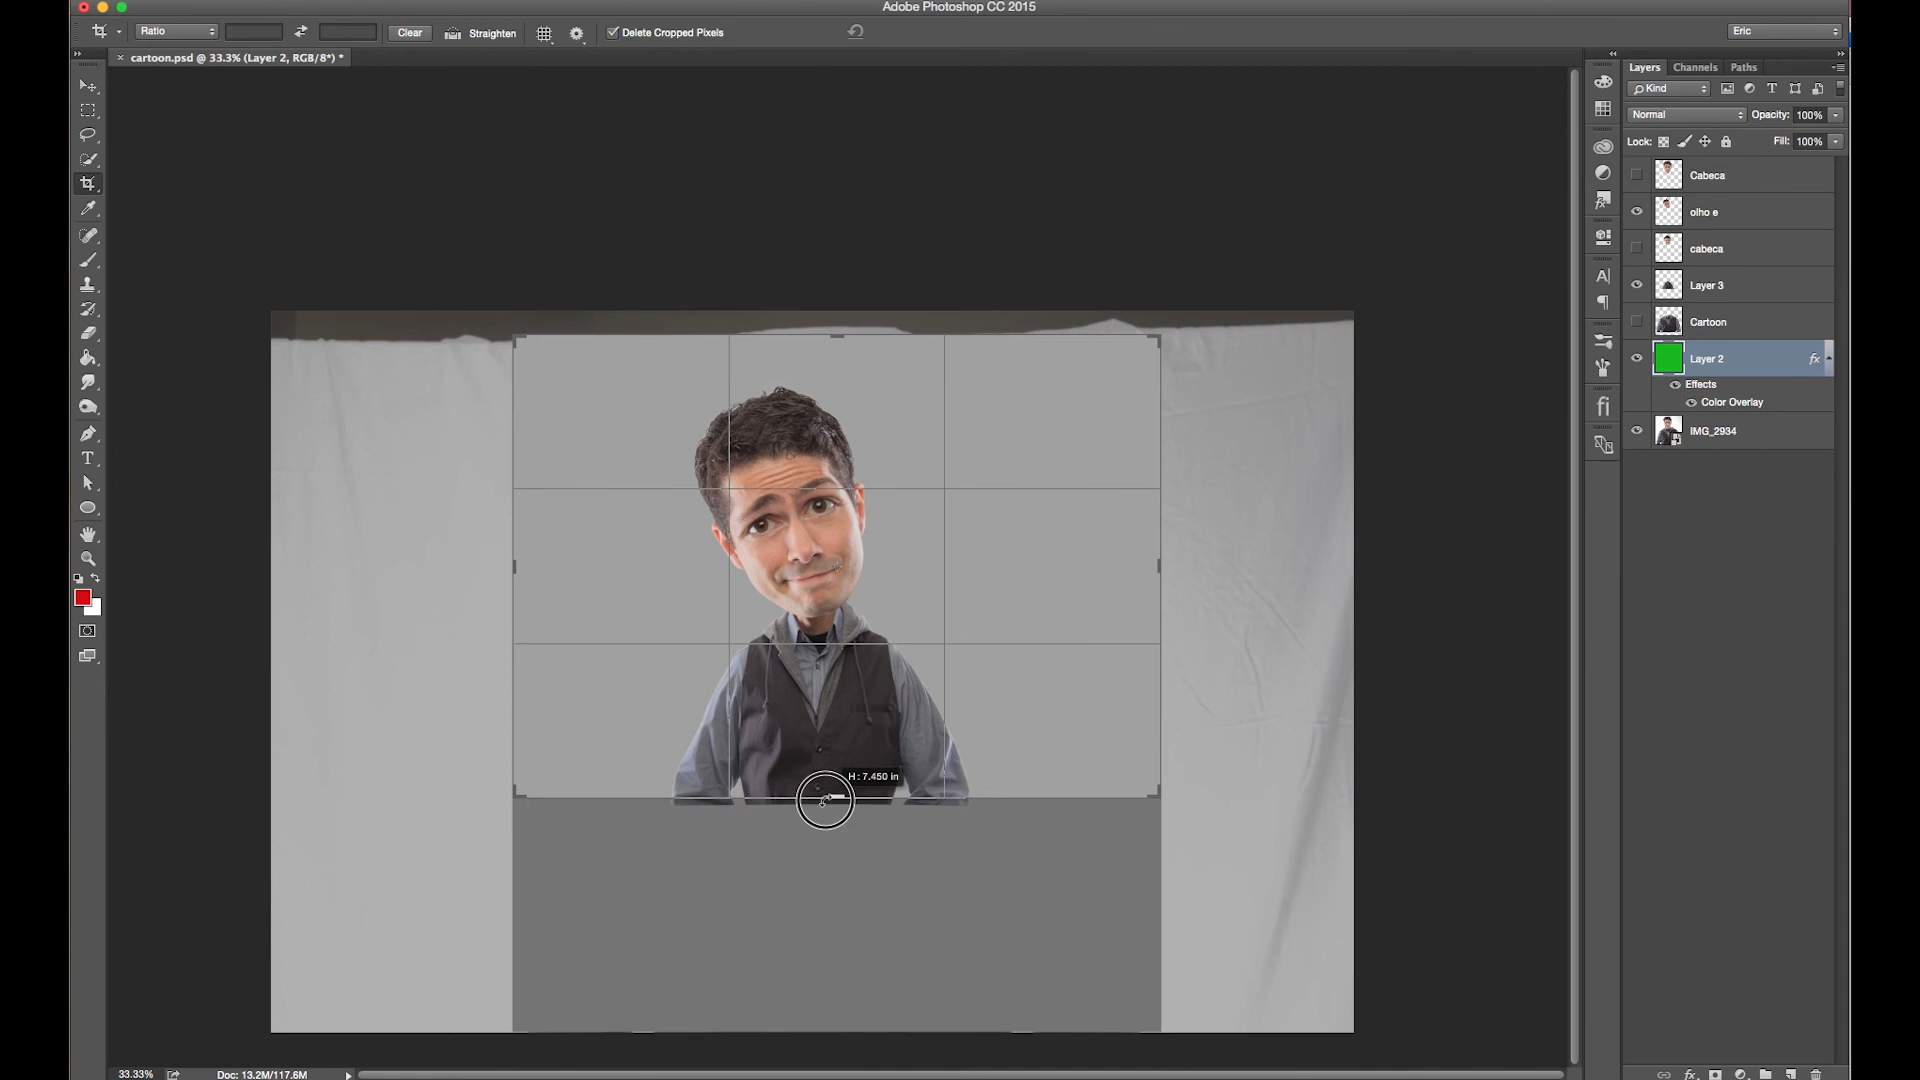 Adobe Photoshop CC 2015
Ratio
Clear
Straighten
Delete Cropped Pixels
Eric
cartoon.psd @ 33.3% (Layer 2, RGB/8*) *
Layers
Channels
Paths
Kind
Normal
Opacity: 100%
Lock:
Fill: 100%
Cabeca
olho e
cabeca
Layer 3
Cartoon
Layer 2
fx
Effects
Color Overlay
IMG_2934
H : 7.450 in
33.33%
Doc: 13.2M/117.6M